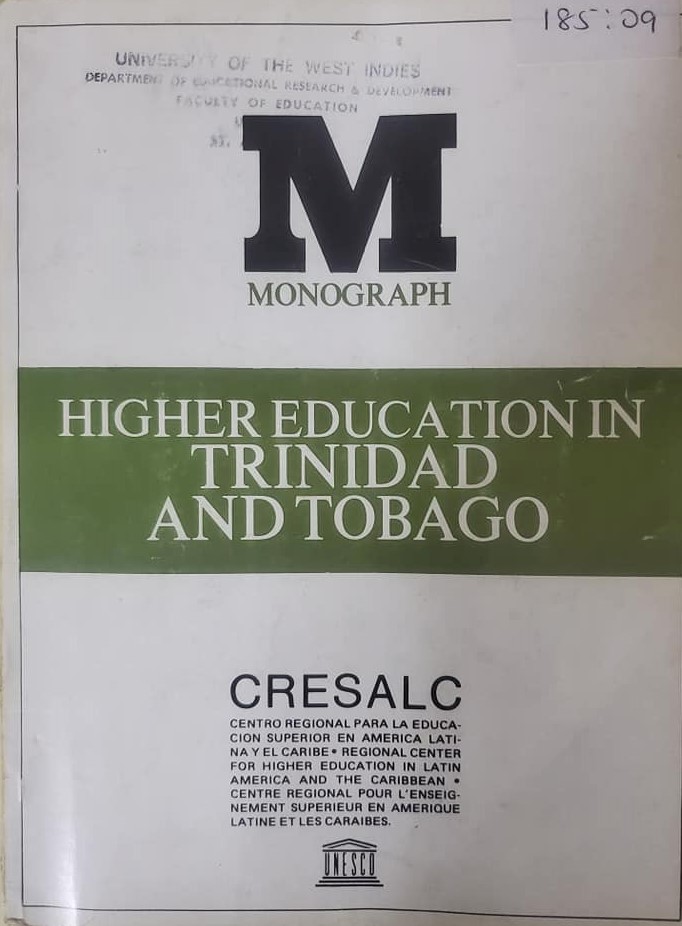 185:09
UNIVERSITY OF THE WEST INDIES
DEPARTMENT OF EDUCATIONAL RESEARCH & DEVELOPMENT
FACULTY OF EDUCATION
M
MONOGRAPH
HIGHER EDUCATION IN
TRINIDAD
AND TOBAGO
CRESALC
CENTRO REGIONAL PARA LA EDUCA-
CION SUPERIOR EN AMERICA LATI-
NA Y EL CARIBE • REGIONAL CENTER
FOR HIGHER EDUCATION IN LATIN
AMERICA AND THE CARIBBEAN •
CENTRE REGIONAL POUR L'ENSEIG-
NEMENT SUPERIEUR EN AMERIQUE
LATINE ET LES CARAIBES.
UNESCO